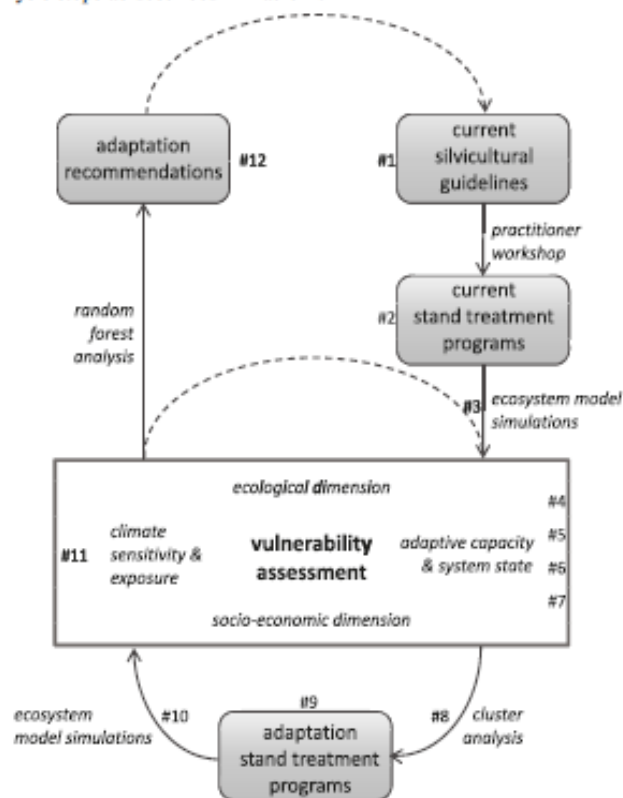 adaptation
recommendations
#12
#1
current
silvicultural
guidelines
practitioner
workshop
#2
current
stand treatment
programs
random
forest
analysis
#3
ecosystem model
simulations
ecological dimension
#11
climate
sensitivity &
exposure
vulnerability
assessment
adaptive capacity
& system state
#4
#5
#6
#7
socio-economic dimension
ecosystem
model simulations
#10
#9
adaptation
stand treatment
programs
#8
cluster
analysis